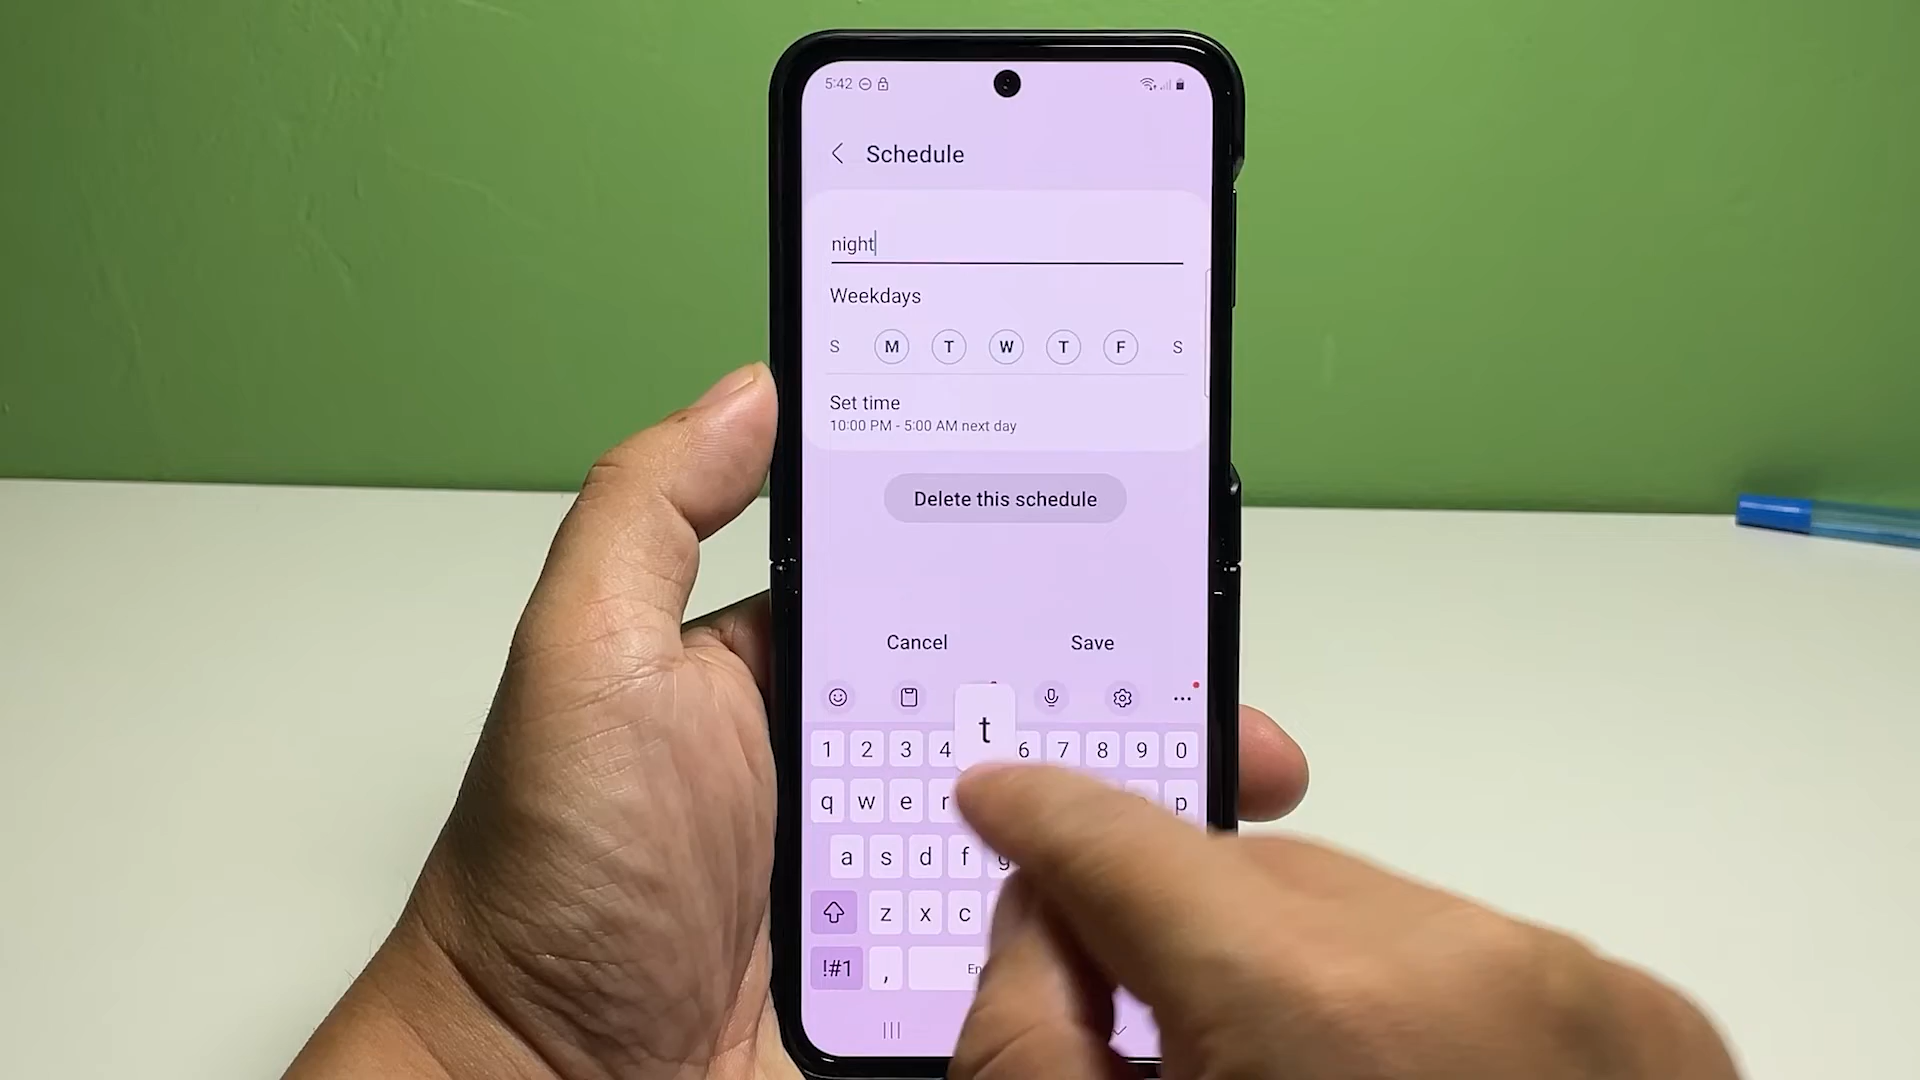 5:42
Schedule
night
Weekdays
S M T W T F S
Set time
10:00 PM - 5:00 AM next day
Delete this schedule
Cancel Save
t
1 2 3 4 6 7 8 9 0
q w e r p
a s d f g
z x c
!#1 , En